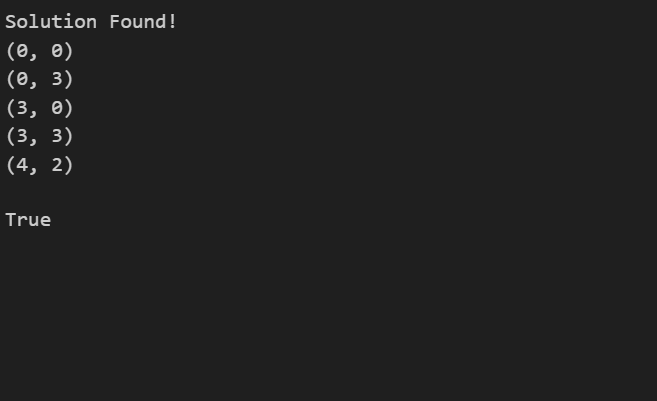 Solution Found!
(0, 0)
(0, 3)
(3, 0)
(3, 3)
(4, 2)
True